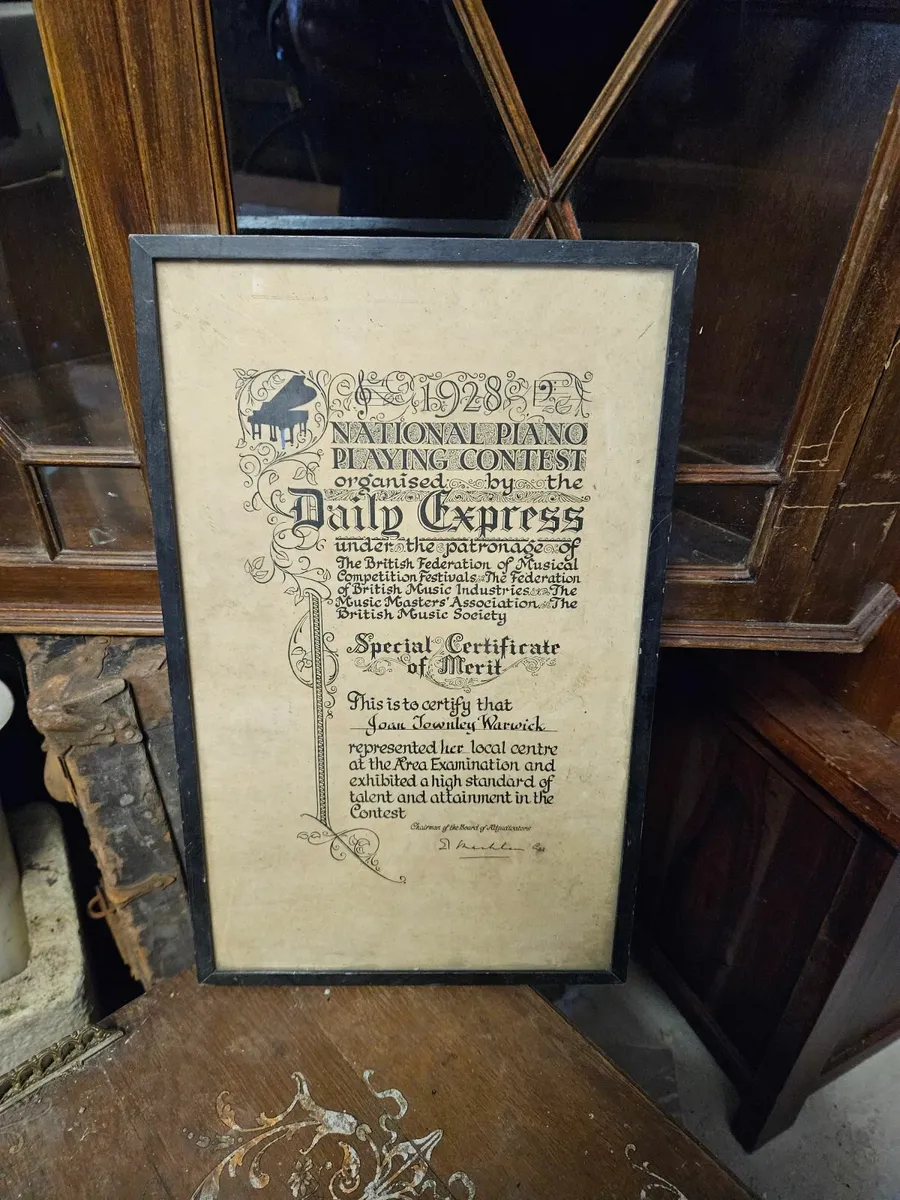 1928
NATIONAL PIANO
PLAYING CONTEST
organised by the
Daily Express
under the patronage of
The British Federation of Musical
Competition Festivals The Federation
of British Music Industries The
Music Masters' Association The
British Music Society
Special Certificate
of Merit
This is to certify that
Joan Townley Warwick
represented her local centre
at the Area Examination and
exhibited a high standard of
talent and attainment in the
Contest
Chairman of the Board of Adjudicators